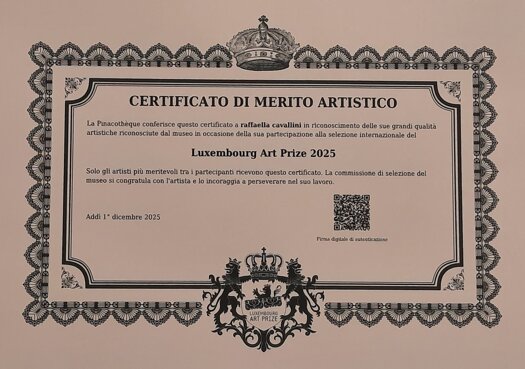 CERTIFICATO DI MERITO ARTISTICO
La Pinacothèque conferisce questo certificato a raffaella cavallini in riconoscimento delle sue grandi qualità
artistiche riconosciute dal museo in occasione della sua partecipazione alla selezione internazionale del
Luxembourg Art Prize 2025
Solo gli artisti più meritevoli tra i partecipanti ricevono questo certificato. La commissione di selezione del
museo si congratula con l'artista e lo incoraggia a perseverare nel suo lavoro.
Addì 1° dicembre 2025
Firma digitale di autenticazione
LUXEMBOURG
ART PRIZE